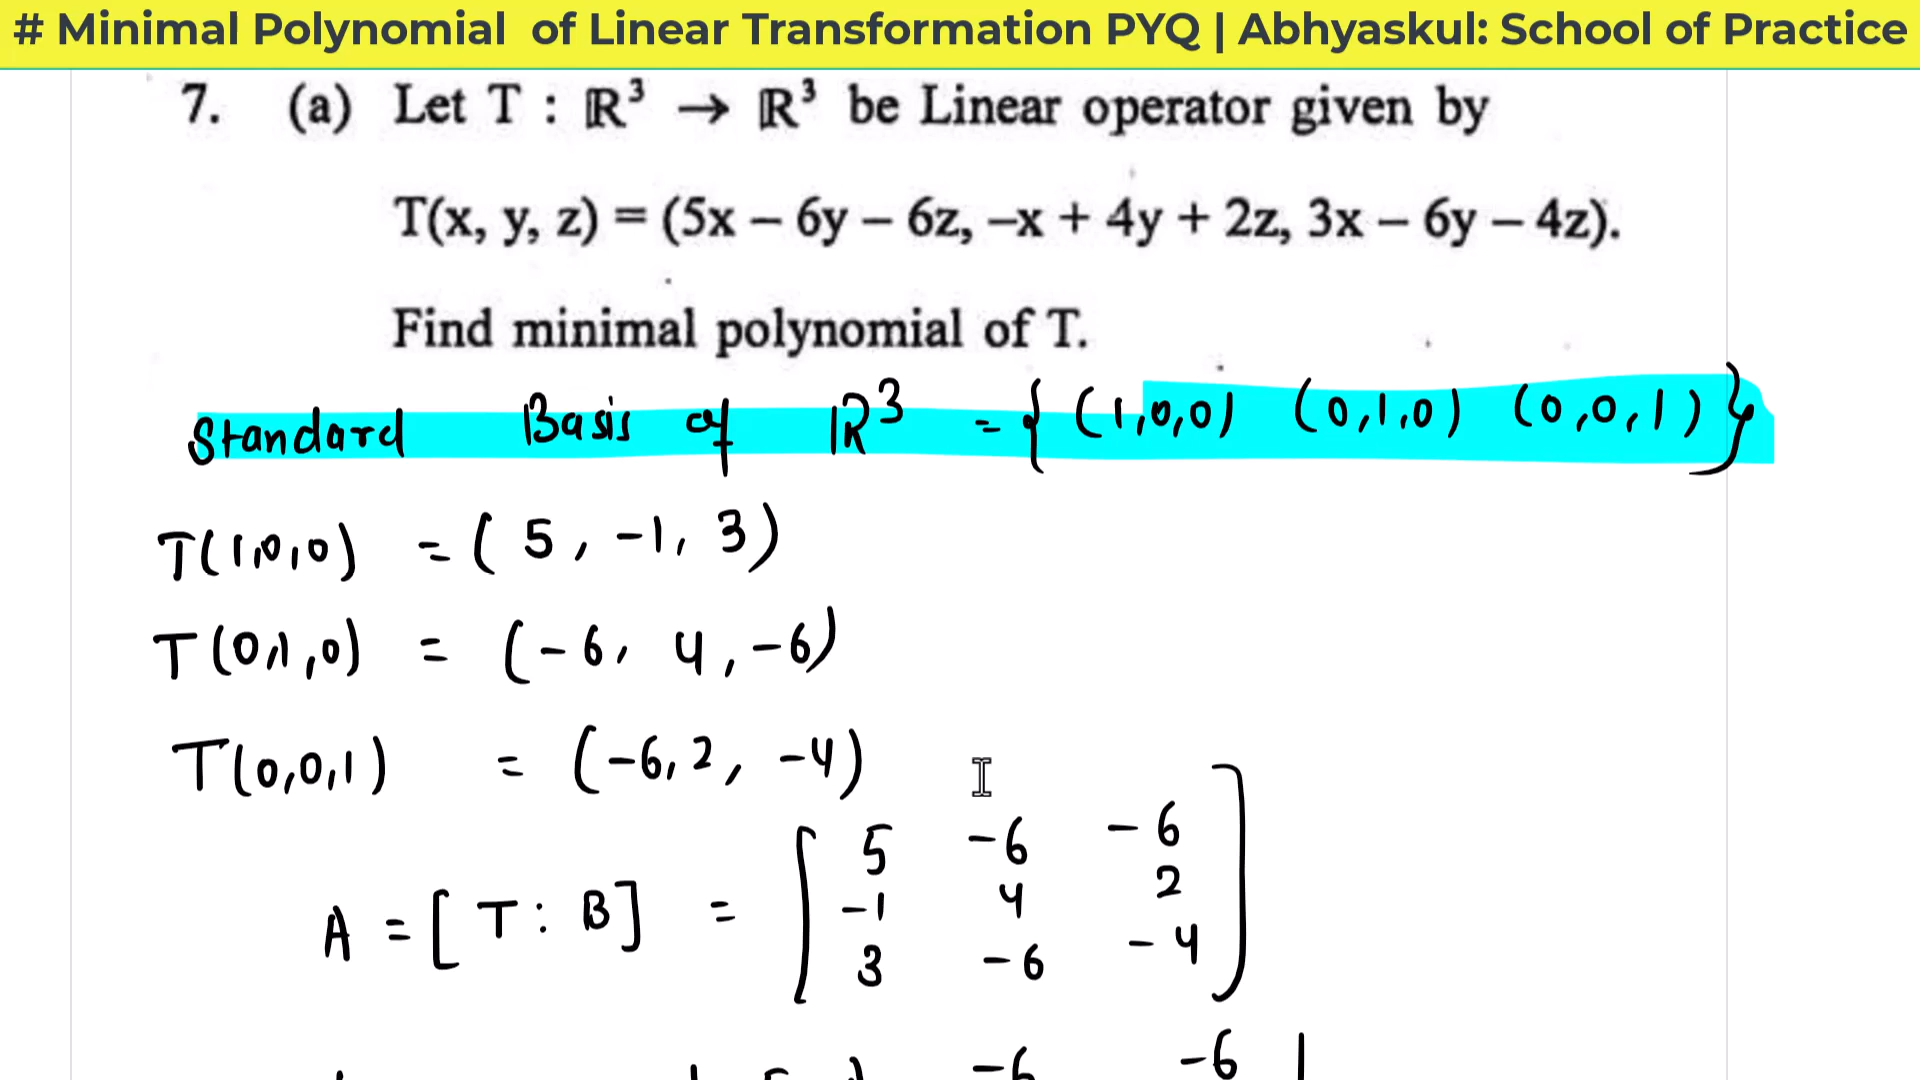 # Minimal Polynomial of Linear Transformation PYQ | Abhyaskul: School of Practice
7. (a) Let T : ℝ³ → ℝ³ be Linear operator given by
T(x, y, z) = (5x – 6y – 6z, –x + 4y + 2z, 3x – 6y – 4z).
Find minimal polynomial of T.
Standard Basis of ℝ³ = { (1,0,0) (0,1,0) (0,0,1) }
T(1,0,0) = ( 5, -1, 3)
T(0,1,0) = (-6, 4, -6)
T(0,0,1) = (-6, 2, -4)
5 -6 -6
A = [ T : B ] = -1 4 2
3 -6 -4
-6 -6